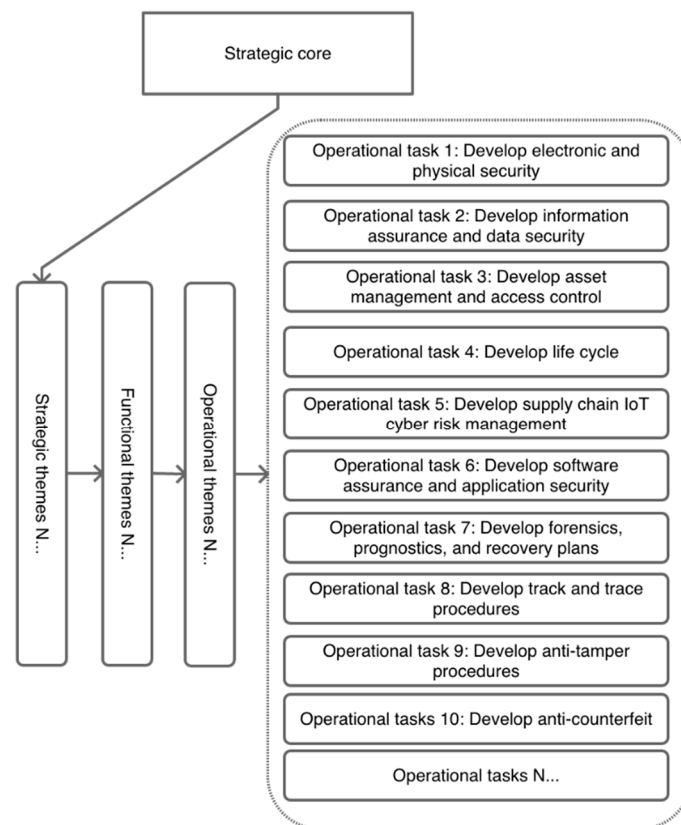 Strategic core
Operational task 1: Develop electronic and
physical security
Operational task 2: Develop information
assurance and data security
Operational task 3: Develop asset
management and access control
Operational task 4: Develop life cycle
Operational task 5: Develop supply chain IoT
cyber risk management
Operational task 6: Develop software
assurance and application security
Operational task 7: Develop forensics,
prognostics, and recovery plans
Operational task 8: Develop track and trace
procedures
Operational task 9: Develop anti-tamper
procedures
Operational tasks 10: Develop anti-counterfeit
Operational tasks N...
Strategic themes N...
Functional themes N...
Operational themes N...